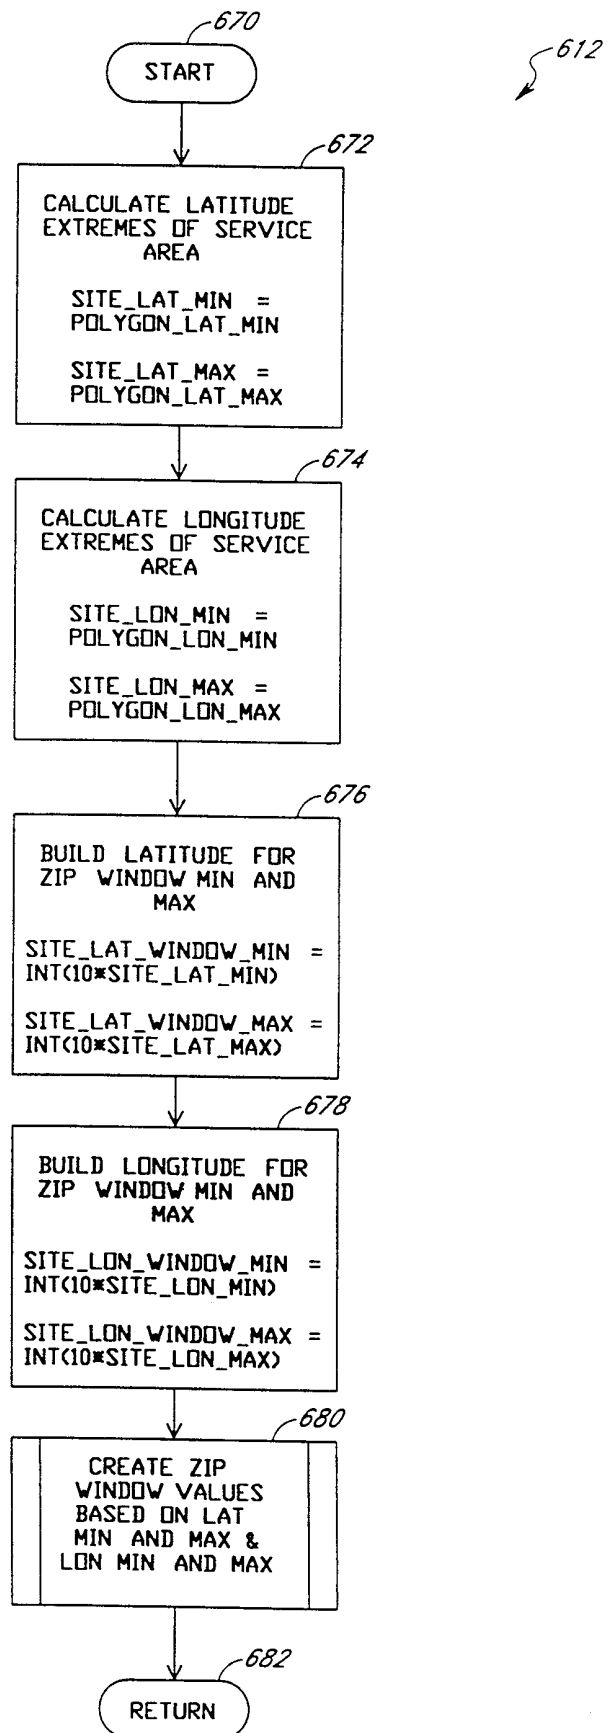 670
START
612
672
CALCULATE LATITUDE
EXTREMES OF SERVICE
AREA
SITE_LAT_MIN =
POLYGON_LAT_MIN
SITE_LAT_MAX =
POLYGON_LAT_MAX
674
CALCULATE LONGITUDE
EXTREMES OF SERVICE
AREA
SITE_LON_MIN =
POLYGON_LON_MIN
SITE_LON_MAX =
POLYGON_LON_MAX
676
BUILD LATITUDE FOR
ZIP WINDOW MIN AND
MAX
SITE_LAT_WINDOW_MIN =
INT(10*SITE_LAT_MIN)
SITE_LAT_WINDOW_MAX =
INT(10*SITE_LAT_MAX)
678
BUILD LONGITUDE FOR
ZIP WINDOW MIN AND
MAX
SITE_LON_WINDOW_MIN =
INT(10*SITE_LON_MIN)
SITE_LON_WINDOW_MAX =
INT(10*SITE_LON_MAX)
680
CREATE ZIP
WINDOW VALUES
BASED ON LAT
MIN AND MAX &
LON MIN AND MAX
682
RETURN